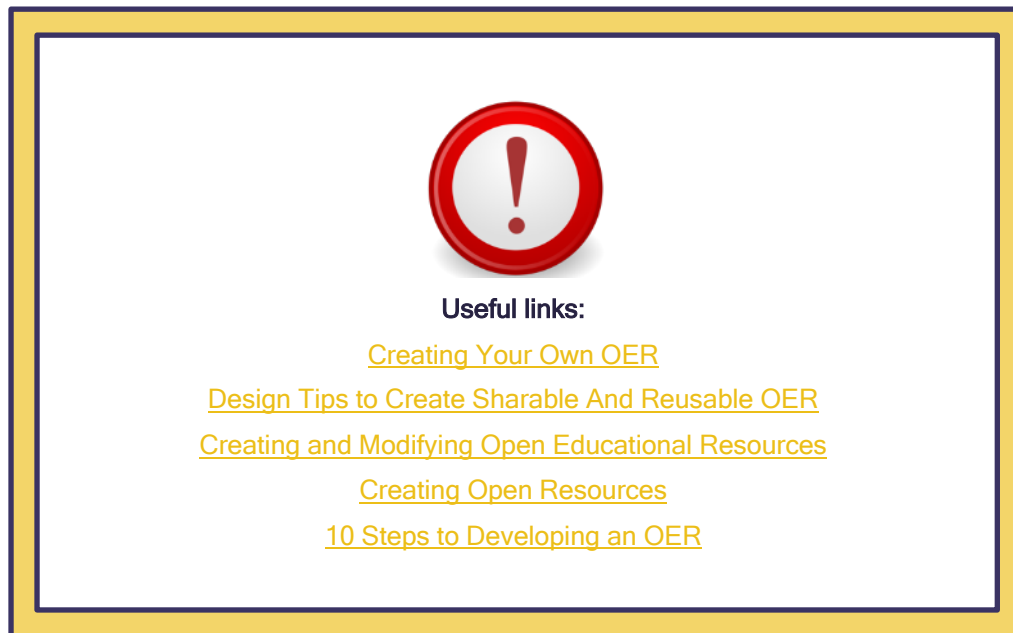 Useful links:
Creating Your Own OER
Design Tips to Create Sharable And Reusable OER
Creating and Modifying Open Educational Resources
Creating Open Resources
10 Steps to Developing an OER